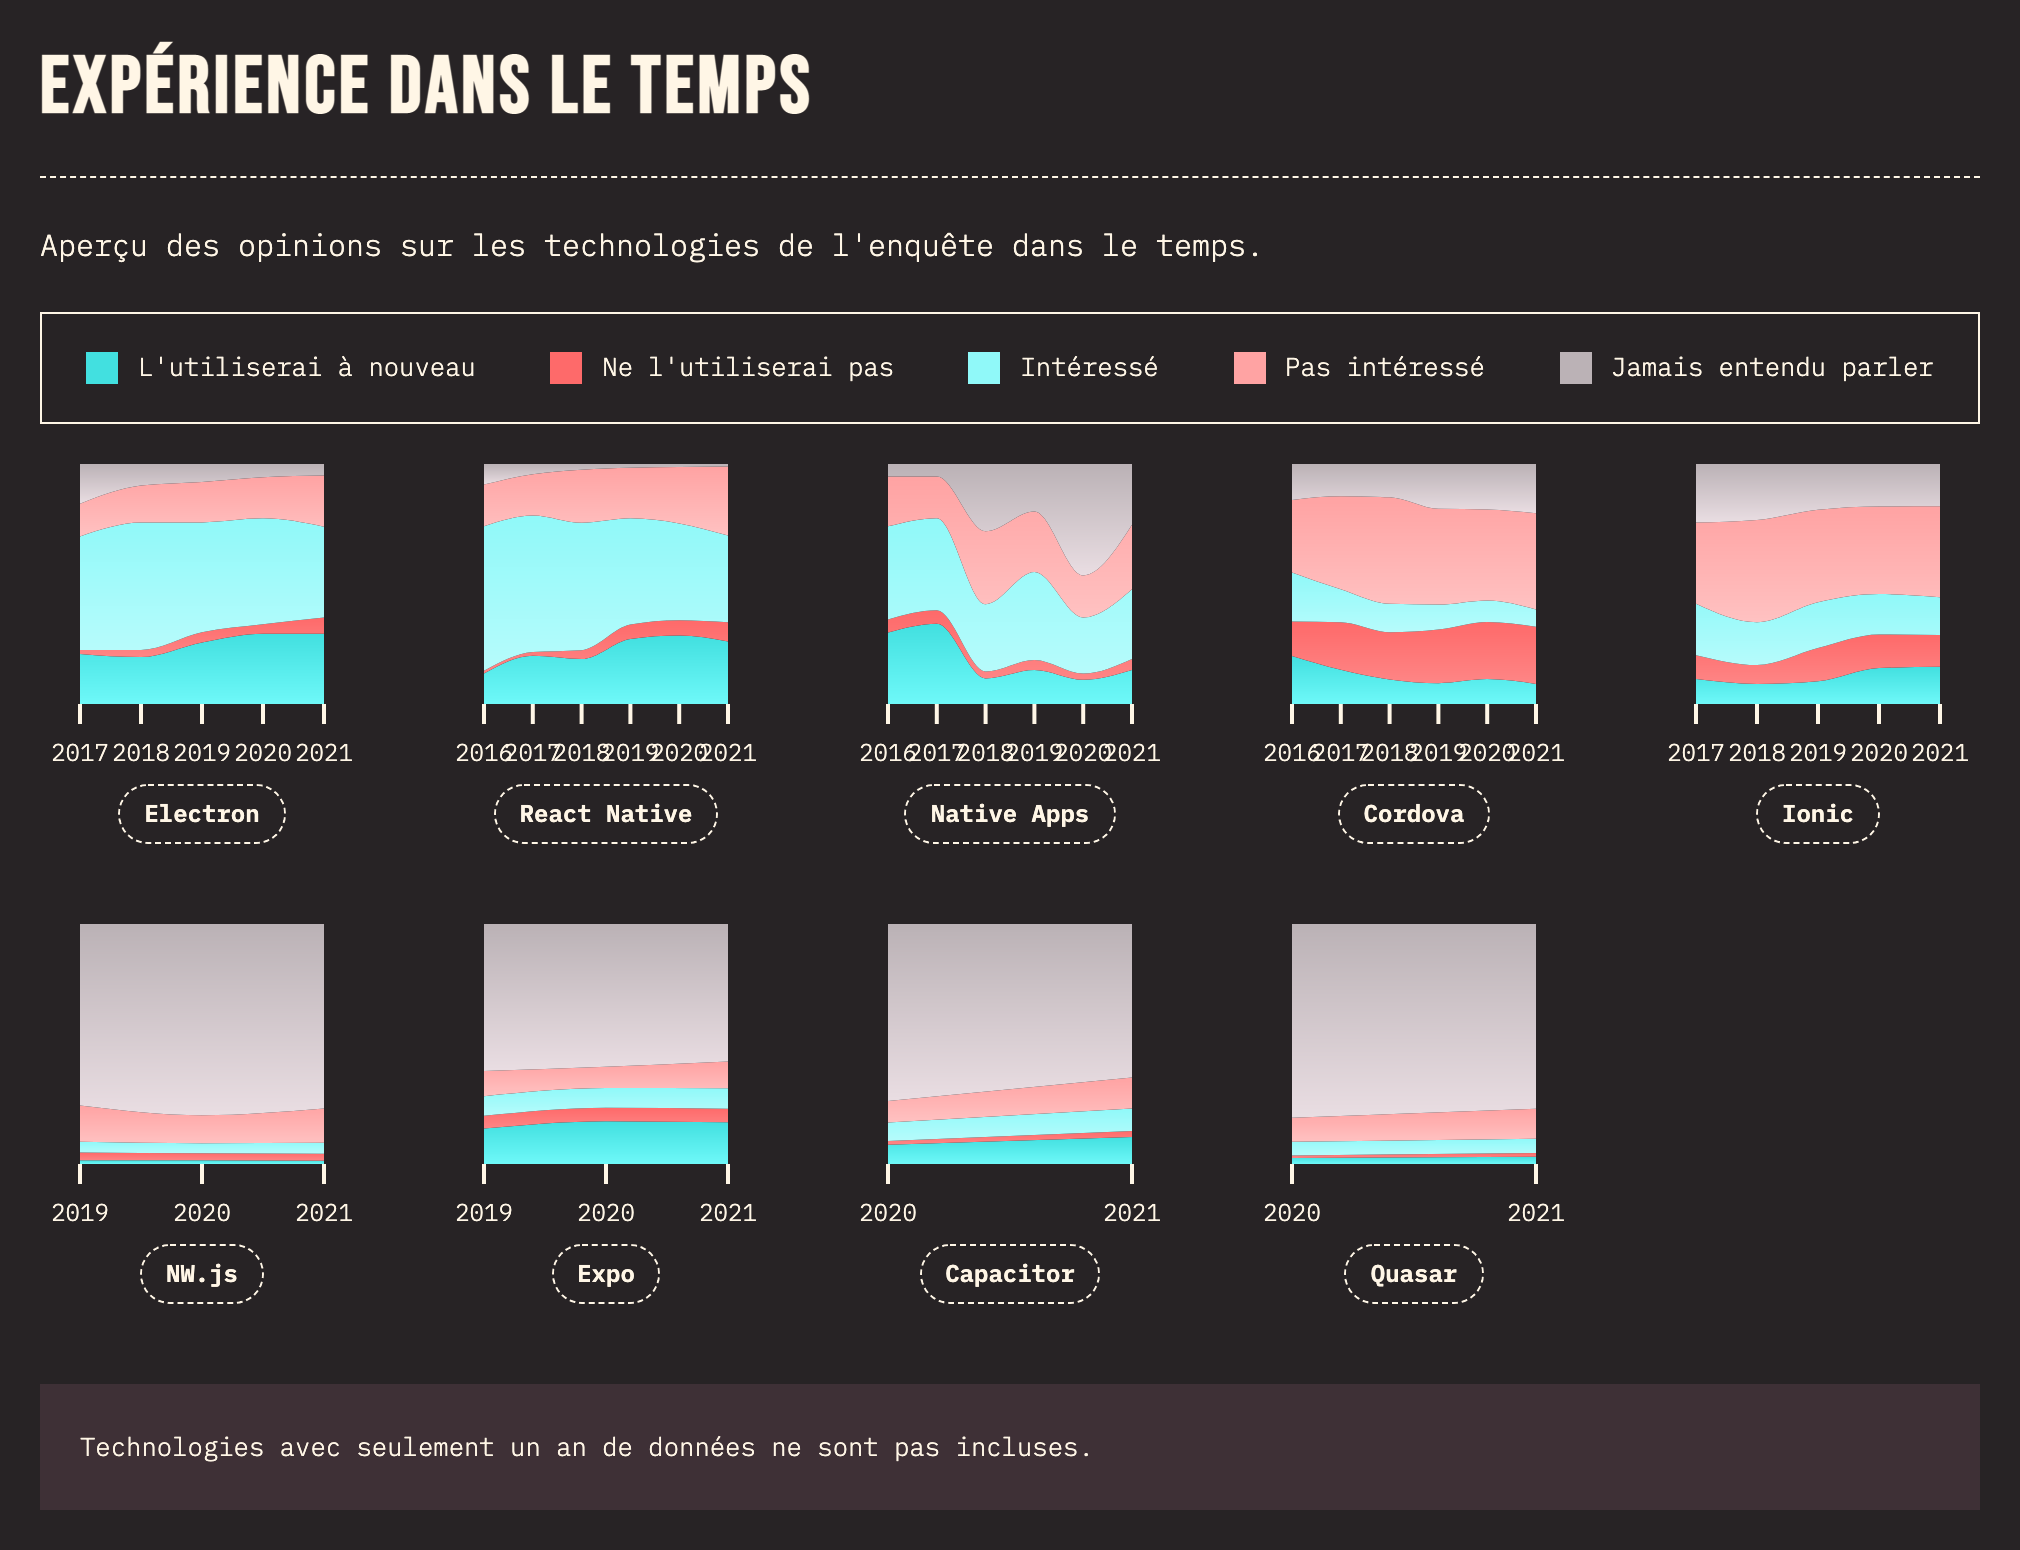 EXPÉRIENCE DANS LE TEMPS
Aperçu des opinions sur les technologies de l'enquête dans le temps.
L'utiliserai à nouveau Ne l'utiliserai pas Intéressé Pas intéressé Jamais entendu parler
2017 2018 2019 2020 2021 2016 2017 2018 2019 2020 2021 2016 2017 2018 2019 2020 2021 2016 2017 2018 2019 2020 2021 2017 2018 2019 2020 2021
Electron React Native Native Apps Cordova Ionic
2019 2020 2021 2019 2020 2021 2020 2021 2020 2021
NW.js Expo Capacitor Quasar
Technologies avec seulement un an de données ne sont pas incluses.